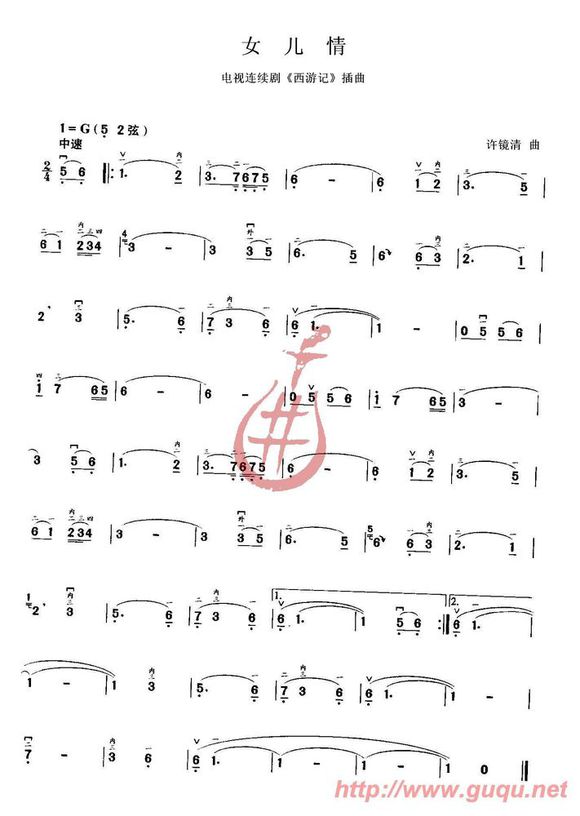 女 儿 情
电视连续剧《西游记》插曲
1=G(5 2弦)
中速
许镜清 曲
2/4 5 6 ‖: 1. 2 | 3. 7675 | 6 - | 6 1 2 | 3. 5 |
6 1 234 | 3 - | 3 3 5 | 6. 5 | 6 6 3 | 2. 1 |
2, 3 | 5. 6 | 7 3 6 | 6 1. | 1 - | 0 5 5 6 |
1 7 65 | 6 - | 6 - | 0 5 56 | 1 7 65 | 3 - |
3 5 6 | 1. 2 | 3. 7675 | 6 - | 6 1 2 | 3. 5 |
6 1 234 | 3 - | 3 3 5 | 6. 5 | 6 6 3 | 2. 1 |
2, 3 | 5. 6 | 7 3 6 | 1. 6 1. | 1 5 6 :‖ 2. 6 1. |
1 - | 1 3 | 5. 6 | 7 3 6 | 6 1. | 1 3 |
7 - | 5 6 | 6 1. | 1. | 1 0 ‖
http://www.guqu.net